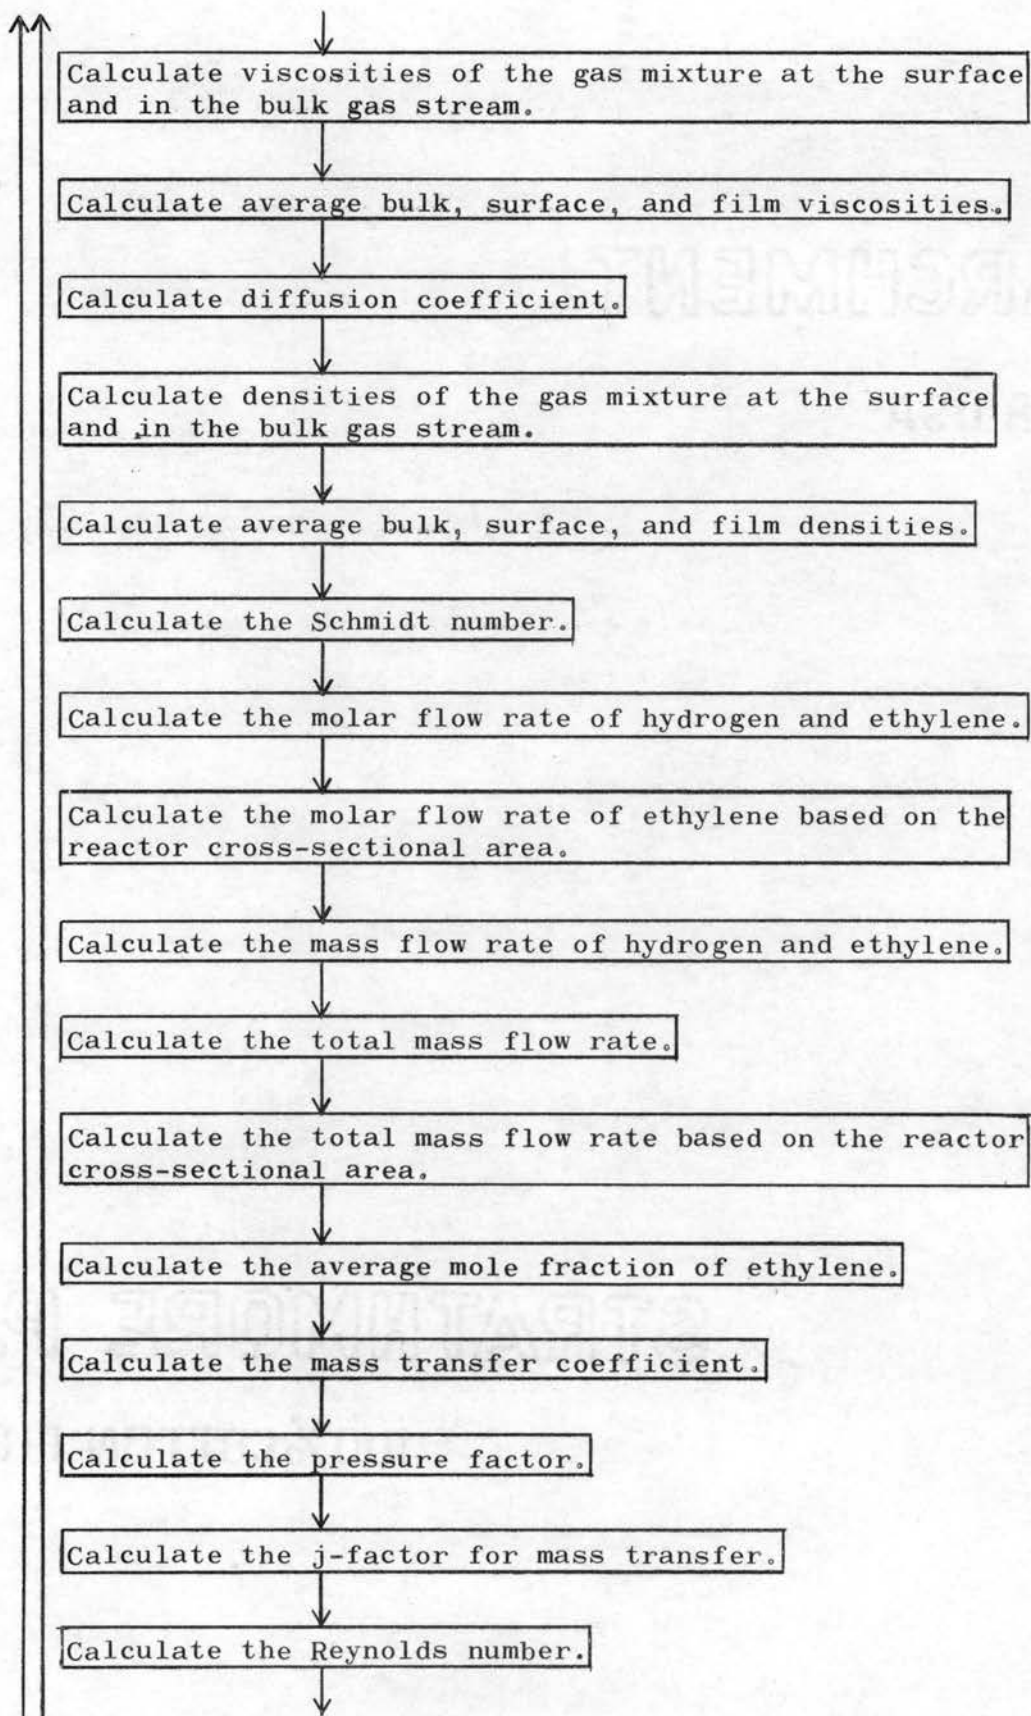 Calculate viscosities of the gas mixture at the surface
and in the bulk gas stream.
Calculate average bulk, surface, and film viscosities.
Calculate diffusion coefficient.
Calculate densities of the gas mixture at the surface
and in the bulk gas stream.
Calculate average bulk, surface, and film densities.
Calculate the Schmidt number.
Calculate the molar flow rate of hydrogen and ethylene.
Calculate the molar flow rate of ethylene based on the
reactor cross-sectional area.
Calculate the mass flow rate of hydrogen and ethylene.
Calculate the total mass flow rate.
Calculate the total mass flow rate based on the reactor
cross-sectional area.
Calculate the average mole fraction of ethylene.
Calculate the mass transfer coefficient.
Calculate the pressure factor.
Calculate the j-factor for mass transfer.
Calculate the Reynolds number.